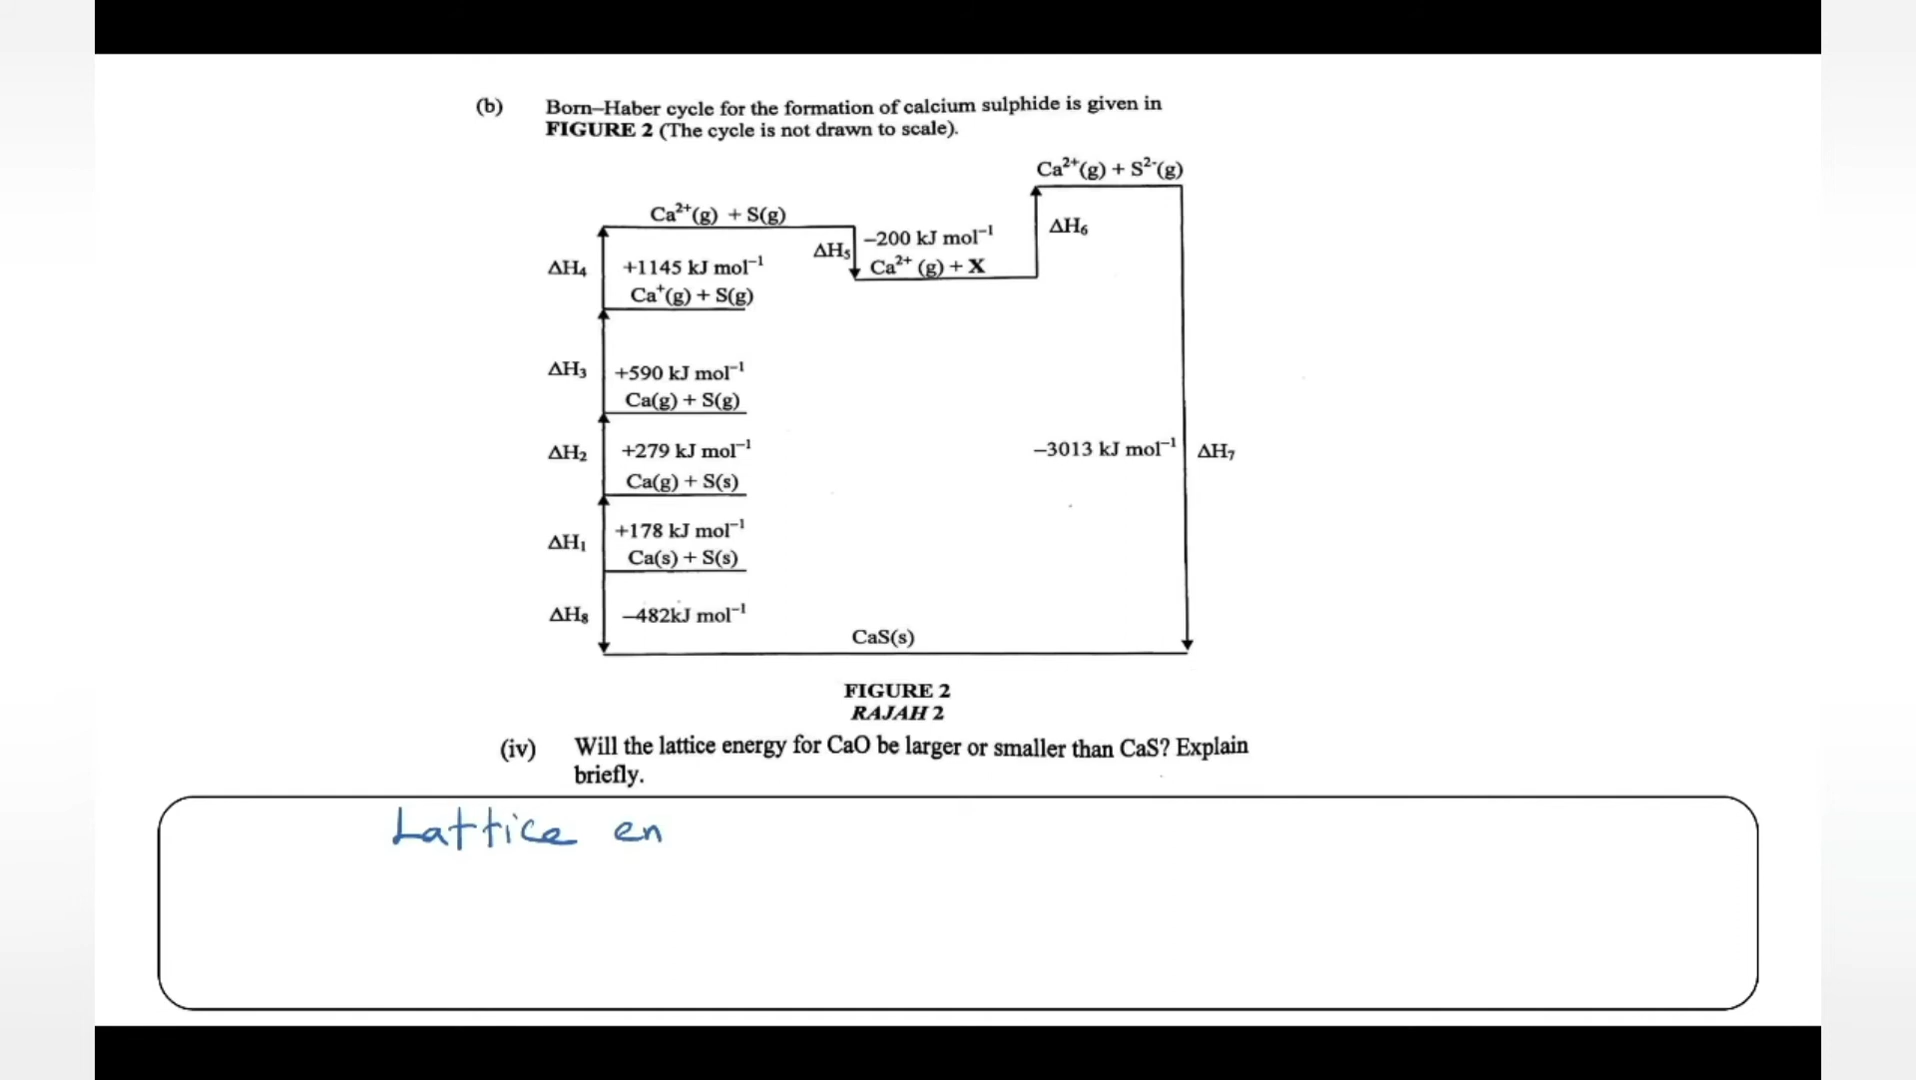 (b) Born–Haber cycle for the formation of calcium sulphide is given in
FIGURE 2 (The cycle is not drawn to scale).
Ca²⁺(g) + S²⁻(g)
Ca²⁺(g) + S(g)
ΔH₆
ΔH₅ –200 kJ mol⁻¹
Ca²⁺ (g) + X
ΔH₄ +1145 kJ mol⁻¹
Ca⁺(g) + S(g)
ΔH₃ +590 kJ mol⁻¹
Ca(g) + S(g)
ΔH₂ +279 kJ mol⁻¹
–3013 kJ mol⁻¹ ΔH₇
Ca(g) + S(s)
ΔH₁ +178 kJ mol⁻¹
Ca(s) + S(s)
ΔH₈ –482kJ mol⁻¹
CaS(s)
FIGURE 2
RAJAH 2
(iv) Will the lattice energy for CaO be larger or smaller than CaS? Explain
briefly.
Lattice en